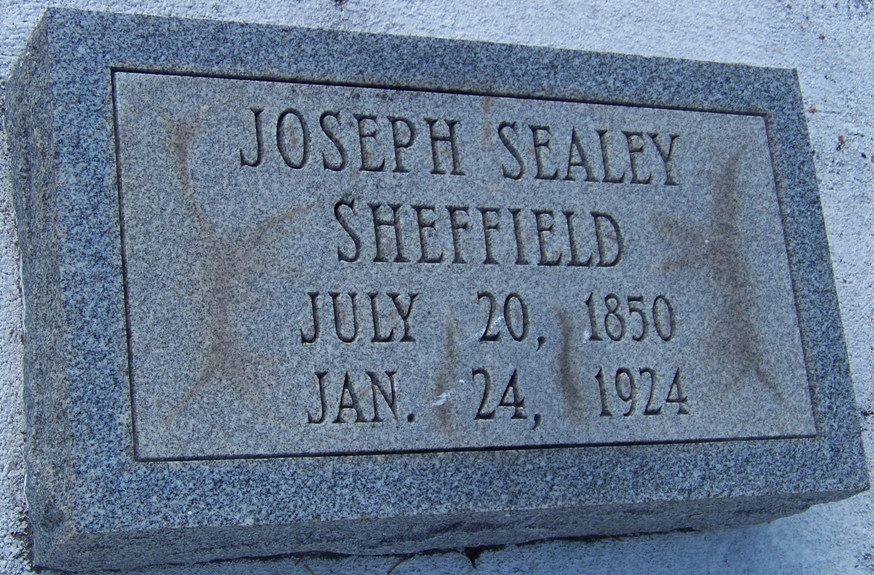 JOSEPH SEALEY
SHEFFIELD
JULY 20, 1850
JAN. 24, 1924